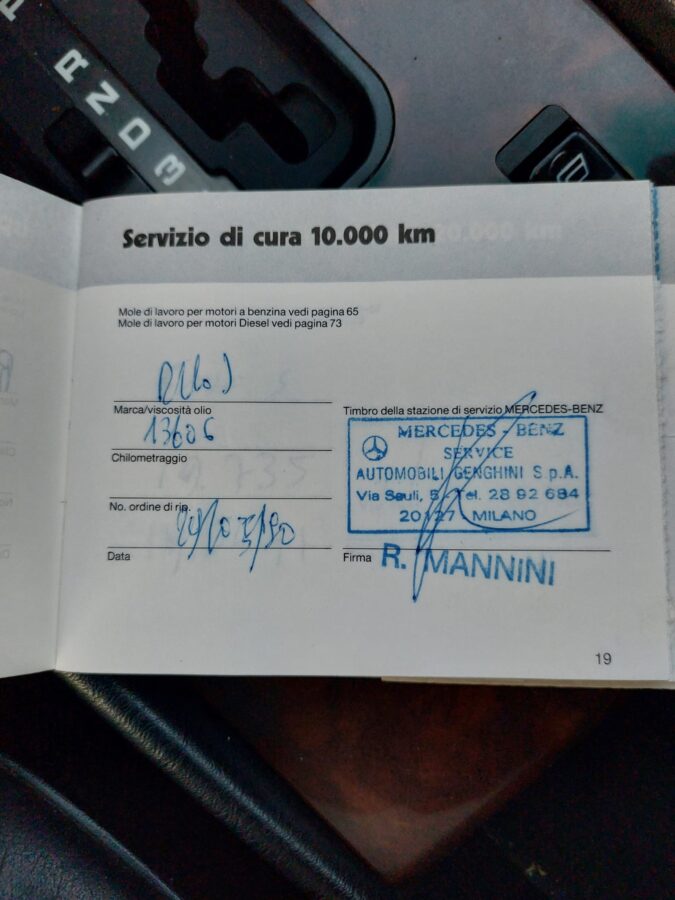 R
N
D
3
Servizio di cura 10.000 km
Mole di lavoro per motori a benzina vedi pagina 65
Mole di lavoro per motori Diesel vedi pagina 73
Marca/viscosità olio
13606
Chilometraggio
No. ordine di rip.
Data
Timbro della stazione di servizio MERCEDES-BENZ
MERCEDES - BENZ
SERVICE
AUTOMOBILI GENGHINI S.p.A.
Via Sauli, 5 - Tel. 28 92 684
20127 MILANO
Firma R. MANNINI
19